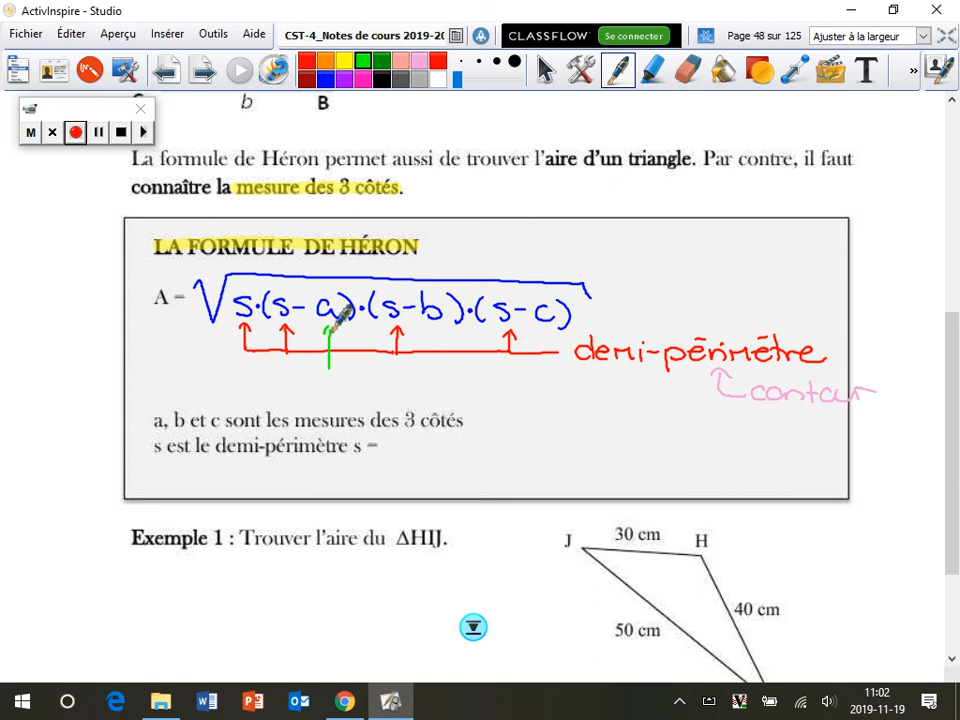 ActivInspire - Studio
Fichier Éditer Aperçu Insérer Outils Aide CST-4_Notes de cours 2019-20 CLASSFLOW Se connecter Page 48 sur 125 Ajuster à la largeur
b B
M
La formule de Héron permet aussi de trouver l'aire d'un triangle. Par contre, il faut
connaître la mesure des 3 côtés.
LA FORMULE DE HÉRON
A = √s·(s-a)·(s-b)·(s-c)
demi-périmètre
contour
a, b et c sont les mesures des 3 côtés
s est le demi-périmètre s =
Exemple 1 : Trouver l'aire du ΔHIJ.
J 30 cm H
40 cm
50 cm
11:02
2019-11-19